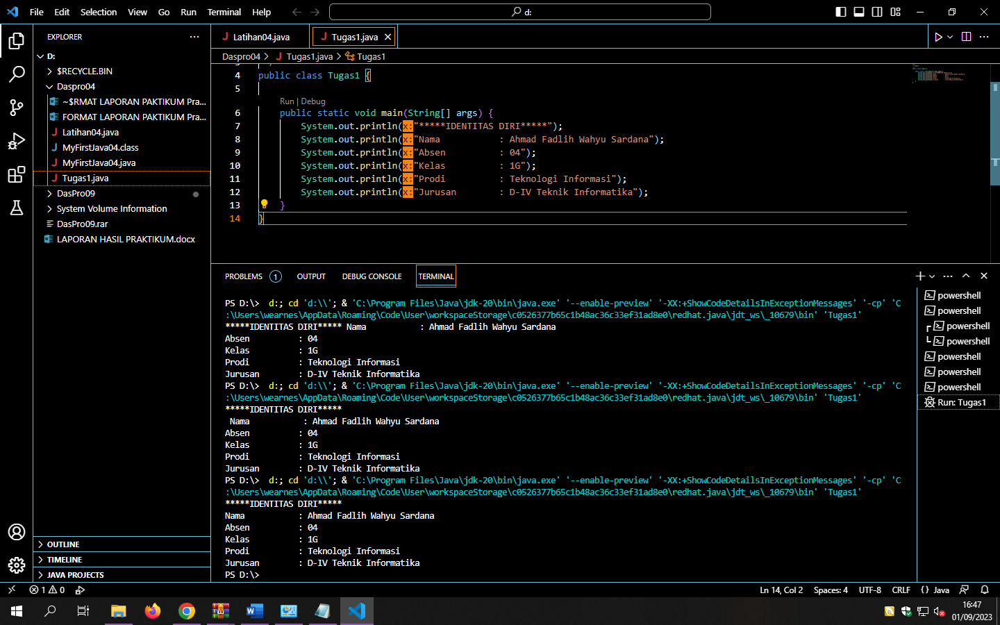 File Edit Selection View Go Run Terminal Help
d:
EXPLORER
D:
$RECYCLE.BIN
Daspro04
~$RMAT LAPORAN PAKTIKUM Pra...
FORMAT LAPORAN PAKTIKUM Pra...
Latihan04.java
MyFirstJava04.class
MyFirstJava04.java
Tugas1.java
DasPro09
System Volume Information
DasPro09.rar
LAPORAN HASIL PRAKTIKUM.docx
OUTLINE
TIMELINE
JAVA PROJECTS
Latihan04.java Tugas1.java
Daspro04 > Tugas1.java > Tugas1
4 public class Tugas1 {
5
Run | Debug
6 public static void main(String[] args) {
7 System.out.println(x:"*****IDENTITAS DIRI*****");
8 System.out.println(x:"Nama           : Ahmad Fadlih Wahyu Sardana");
9 System.out.println(x:"Absen          : 04");
10 System.out.println(x:"Kelas          : 1G");
11 System.out.println(x:"Prodi          : Teknologi Informasi");
12 System.out.println(x:"Jurusan        : D-IV Teknik Informatika");
13 }
14 }
PROBLEMS 1 OUTPUT DEBUG CONSOLE TERMINAL
PS D:\>  d:; cd 'd:\\'; & 'C:\Program Files\Java\jdk-20\bin\java.exe' '--enable-preview' '-XX:+ShowCodeDetailsInExceptionMessages' '-cp' 'C
:\Users\wearnes\AppData\Roaming\Code\User\workspaceStorage\c0526377b65c1b48ac36c33ef31ad8e0\redhat.java\jdt_ws\_10679\bin' 'Tugas1'
*****IDENTITAS DIRI***** Nama           : Ahmad Fadlih Wahyu Sardana
Absen          : 04
Kelas          : 1G
Prodi          : Teknologi Informasi
Jurusan        : D-IV Teknik Informatika
PS D:\>  d:; cd 'd:\\'; & 'C:\Program Files\Java\jdk-20\bin\java.exe' '--enable-preview' '-XX:+ShowCodeDetailsInExceptionMessages' '-cp' 'C
:\Users\wearnes\AppData\Roaming\Code\User\workspaceStorage\c0526377b65c1b48ac36c33ef31ad8e0\redhat.java\jdt_ws\_10679\bin' 'Tugas1'
*****IDENTITAS DIRI*****
Nama           : Ahmad Fadlih Wahyu Sardana
Absen          : 04
Kelas          : 1G
Prodi          : Teknologi Informasi
Jurusan        : D-IV Teknik Informatika
PS D:\>  d:; cd 'd:\\'; & 'C:\Program Files\Java\jdk-20\bin\java.exe' '--enable-preview' '-XX:+ShowCodeDetailsInExceptionMessages' '-cp' 'C
:\Users\wearnes\AppData\Roaming\Code\User\workspaceStorage\c0526377b65c1b48ac36c33ef31ad8e0\redhat.java\jdt_ws\_10679\bin' 'Tugas1'
*****IDENTITAS DIRI*****
Nama           : Ahmad Fadlih Wahyu Sardana
Absen          : 04
Kelas          : 1G
Prodi          : Teknologi Informasi
Jurusan        : D-IV Teknik Informatika
PS D:\>
powershell
powershell
powershell
powershell
powershell
powershell
powershell
Run: Tugas1
1 0 Ln 14, Col 2 Spaces: 4 UTF-8 CRLF {} Java
16:47
01/09/2023